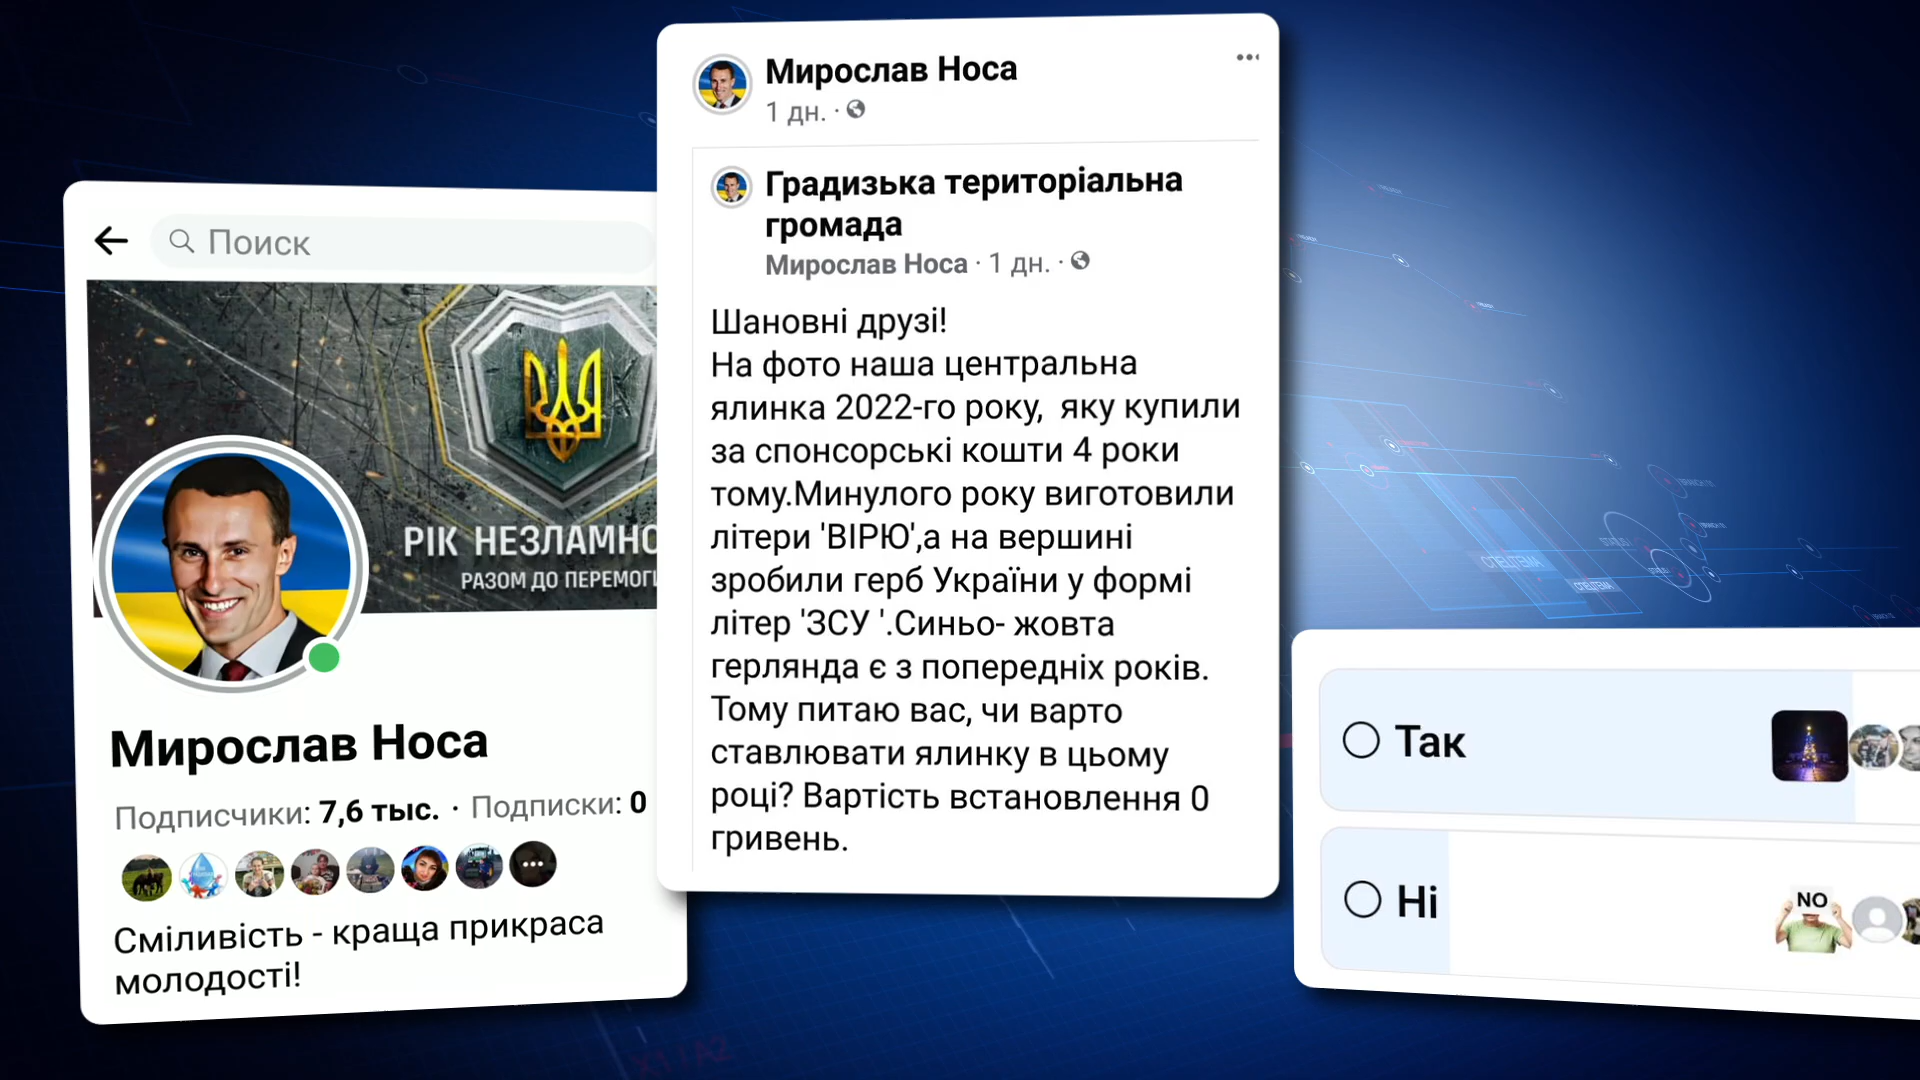 Поиск
РІК НЕЗЛАМНО
РАЗОМ ДО ПЕРЕМОГИ
Мирослав Носа
Подписчики: 7,6 тыс. · Подписки: 0
Сміливість - краща прикраса
молодості!
Мирослав Носа
1 дн. ·
Градизька територіальна
громада
Мирослав Носа · 1 дн. ·
Шановні друзі!
На фото наша центральна
ялинка 2022-го року, яку купили
за спонсорські кошти 4 роки
тому.Минулого року виготовили
літери 'ВІРЮ',а на вершині
зробили герб України у формі
літер 'ЗСУ '.Синьо- жовта
герлянда є з попередніх років.
Тому питаю вас, чи варто
ставлювати ялинку в цьому
році? Вартість встановлення 0
гривень.
Так
Ні
NO
СПЕЦТЕМА
СПЕЦТЕМА